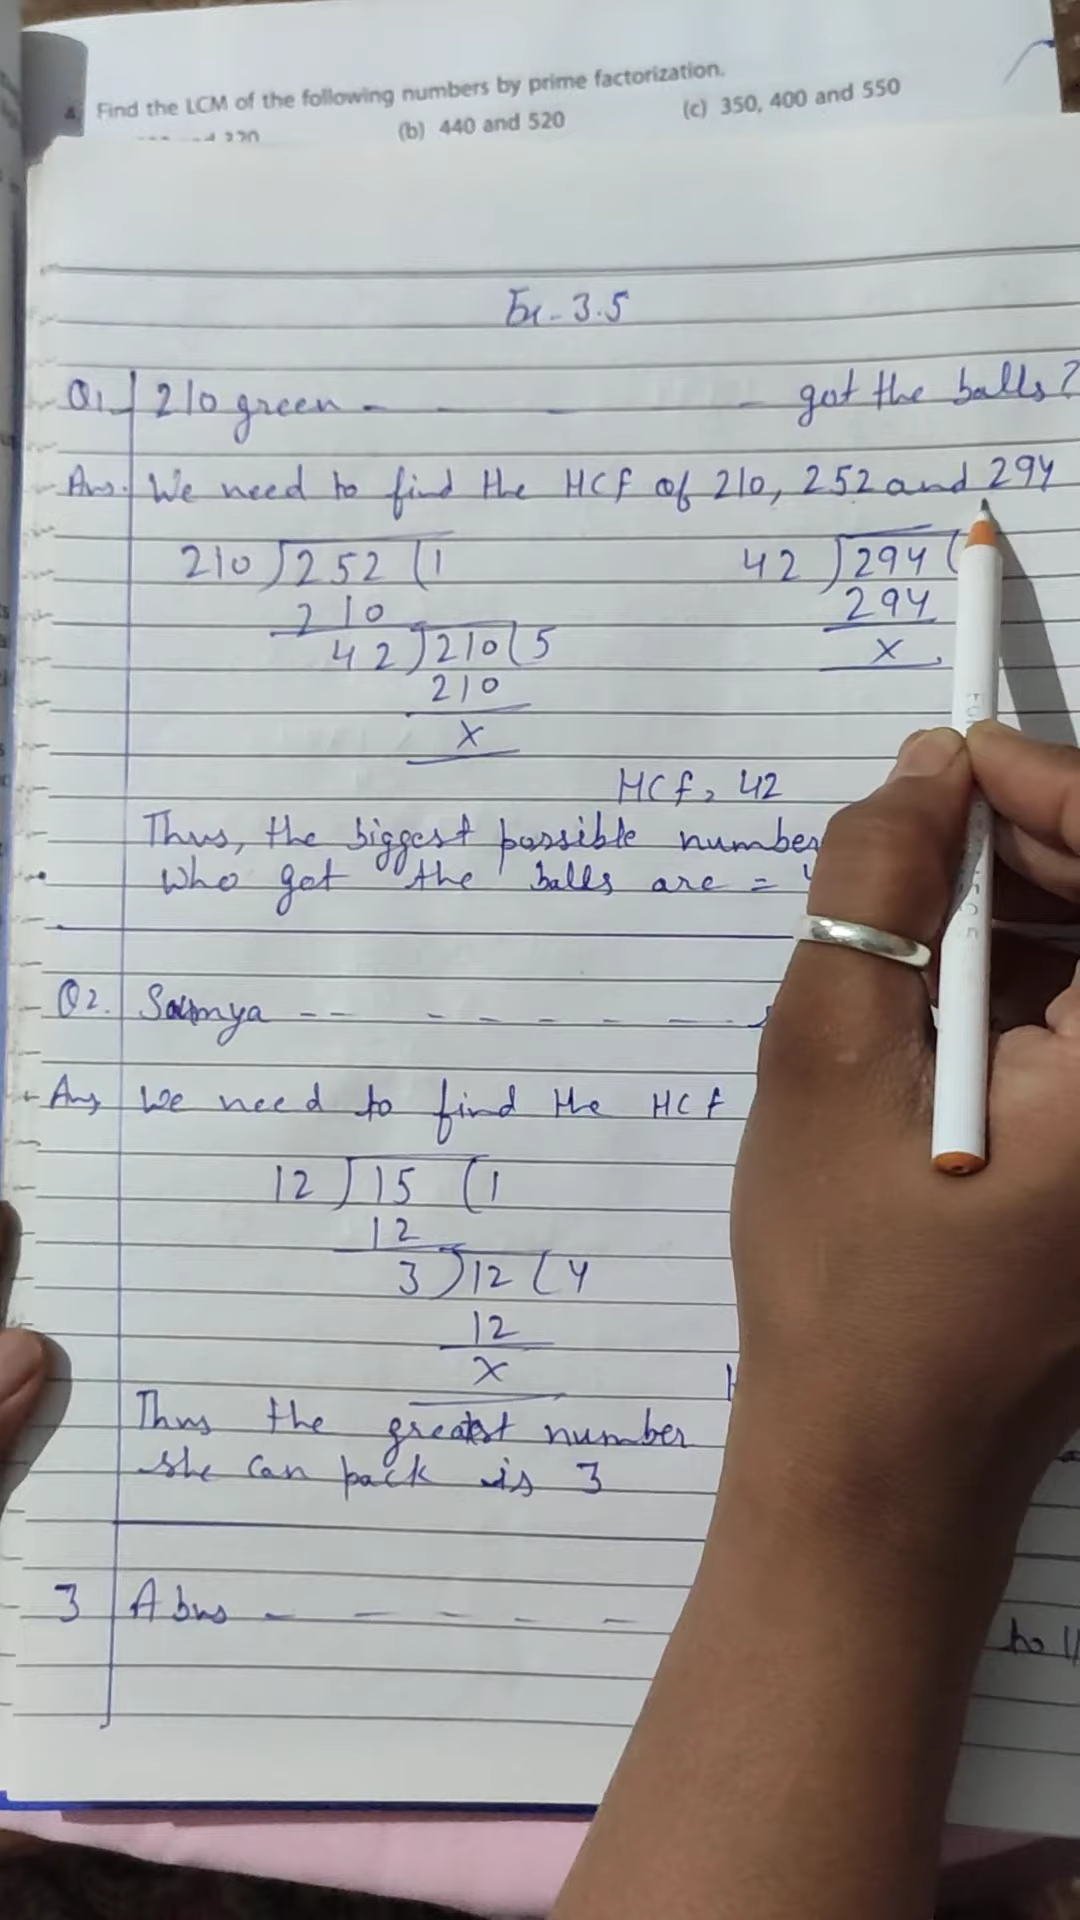 4. Find the LCM of the following numbers by prime factorization.
(b) 440 and 520
(c) 350, 400 and 550
Ex - 3.5
Q1. 210 green - - - - got the balls?
Ans. We need to find the HCF of 210, 252 and 294
210 ) 252 ( 1
210
42 ) 210 ( 5
210
x
42 ) 294 (
294
x
HCF = 42
Thus, the biggest possible number
who got the balls are =
Q2. Saumya - - - - - - - -
Ans we need to find the HCF
12 ) 15 ( 1
12
3 ) 12 ( 4
12
x
Thus the greatest number
she can pack is 3
3 A bus - - - - -